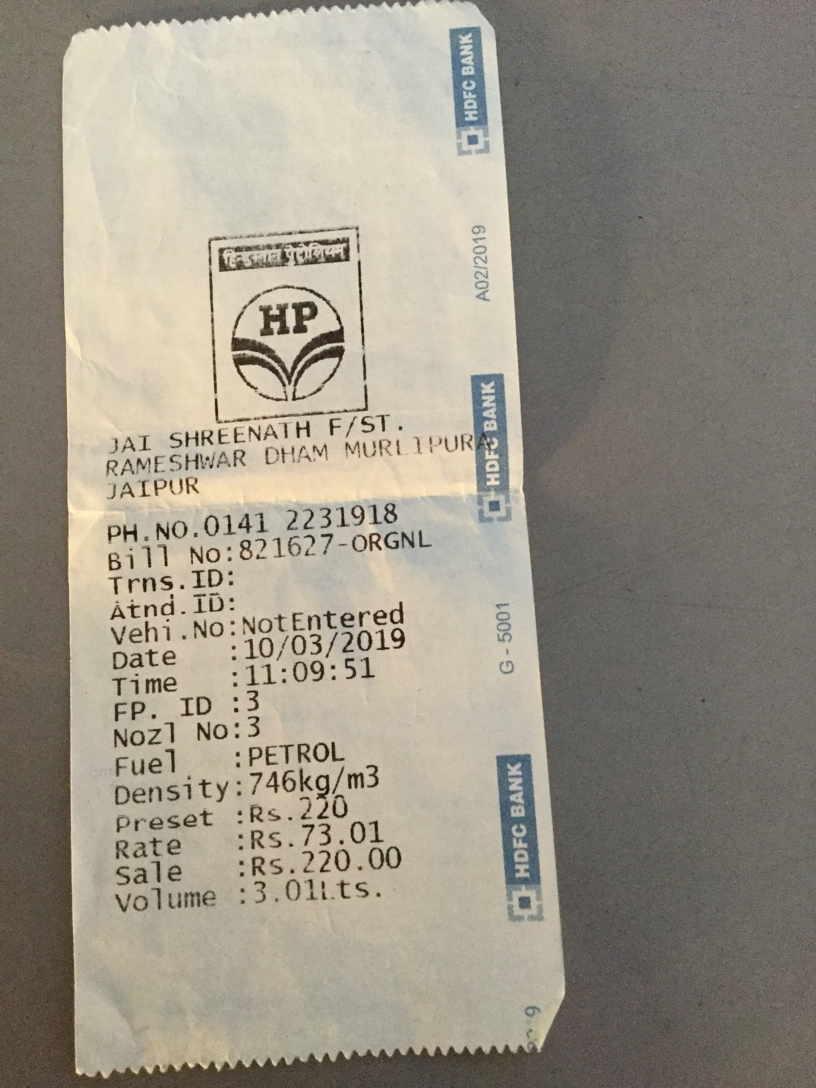 हिन्दुस्तान पेट्रोलियम
HP
JAI SHREENATH F/ST.
RAMESHWAR DHAM MURLIPURA
JAIPUR
PH.NO.0141 2231918
Bill No:821627-ORGNL
Trns.ID:
Atnd.ID:
Vehi.No:NotEntered
Date :10/03/2019
Time :11:09:51
FP. ID :3
Nozl No:3
Fuel :PETROL
Density:746kg/m3
Preset :Rs.220
Rate :Rs.73.01
Sale :Rs.220.00
Volume :3.01Lts.
HDFC BANK
A02/2019
HDFC BANK
G - 5001
HDFC BANK